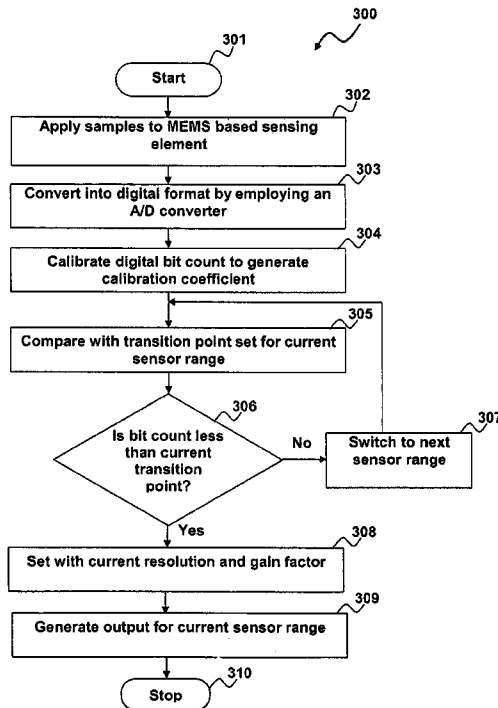 300
301
Start
302
Apply samples to MEMS based sensing
element
303
Convert into digital format by employing an
A/D converter
304
Calibrate digital bit count to generate
calibration coefficient
305
Compare with transition point set for current
sensor range
306
Is bit count less
than current
transition
point?
No
307
Switch to next
sensor range
Yes
308
Set with current resolution and gain factor
309
Generate output for current sensor range
310
Stop